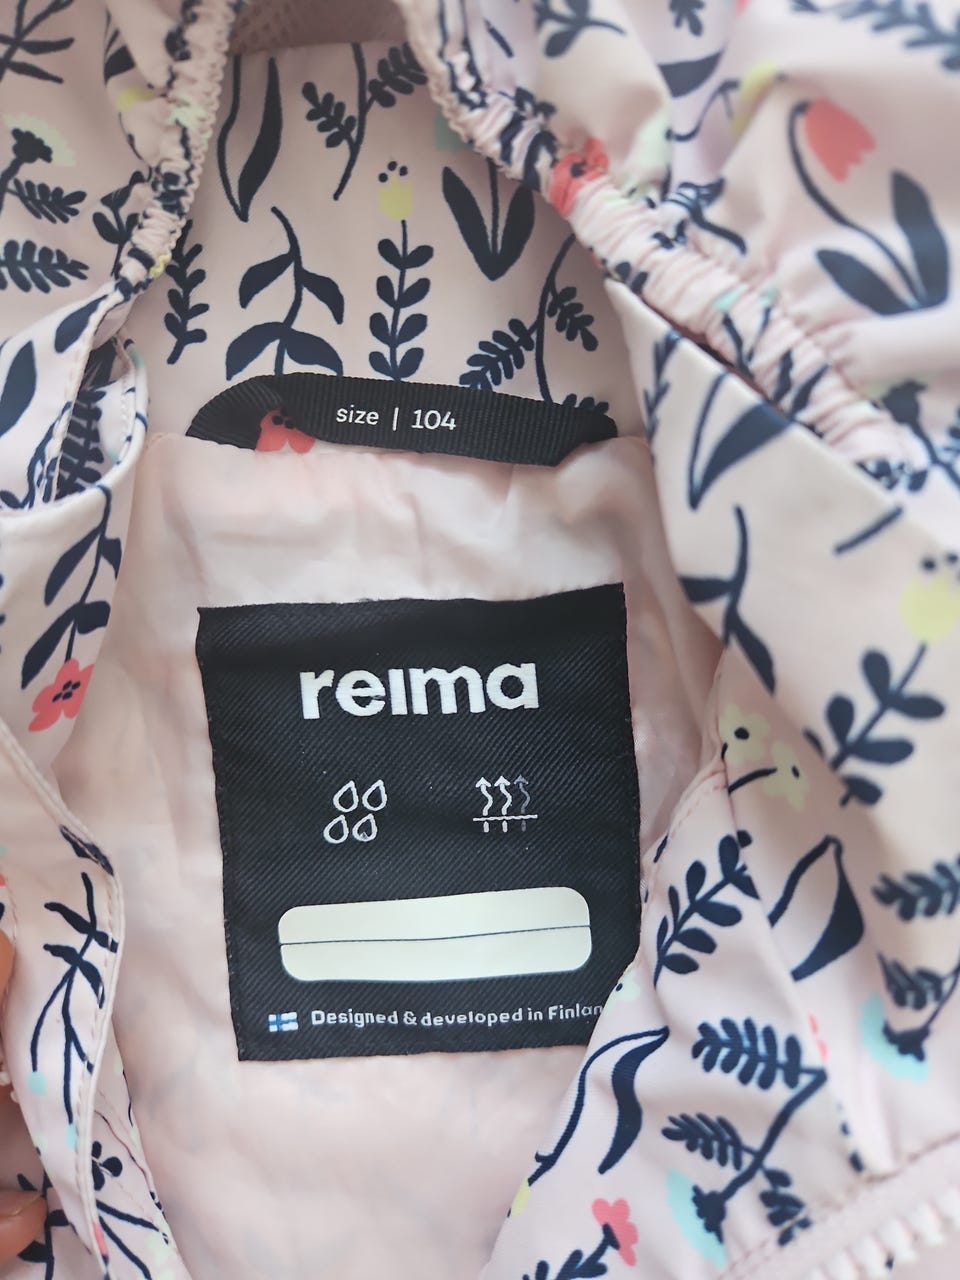 size | 104
reima
Designed & developed in Finlan